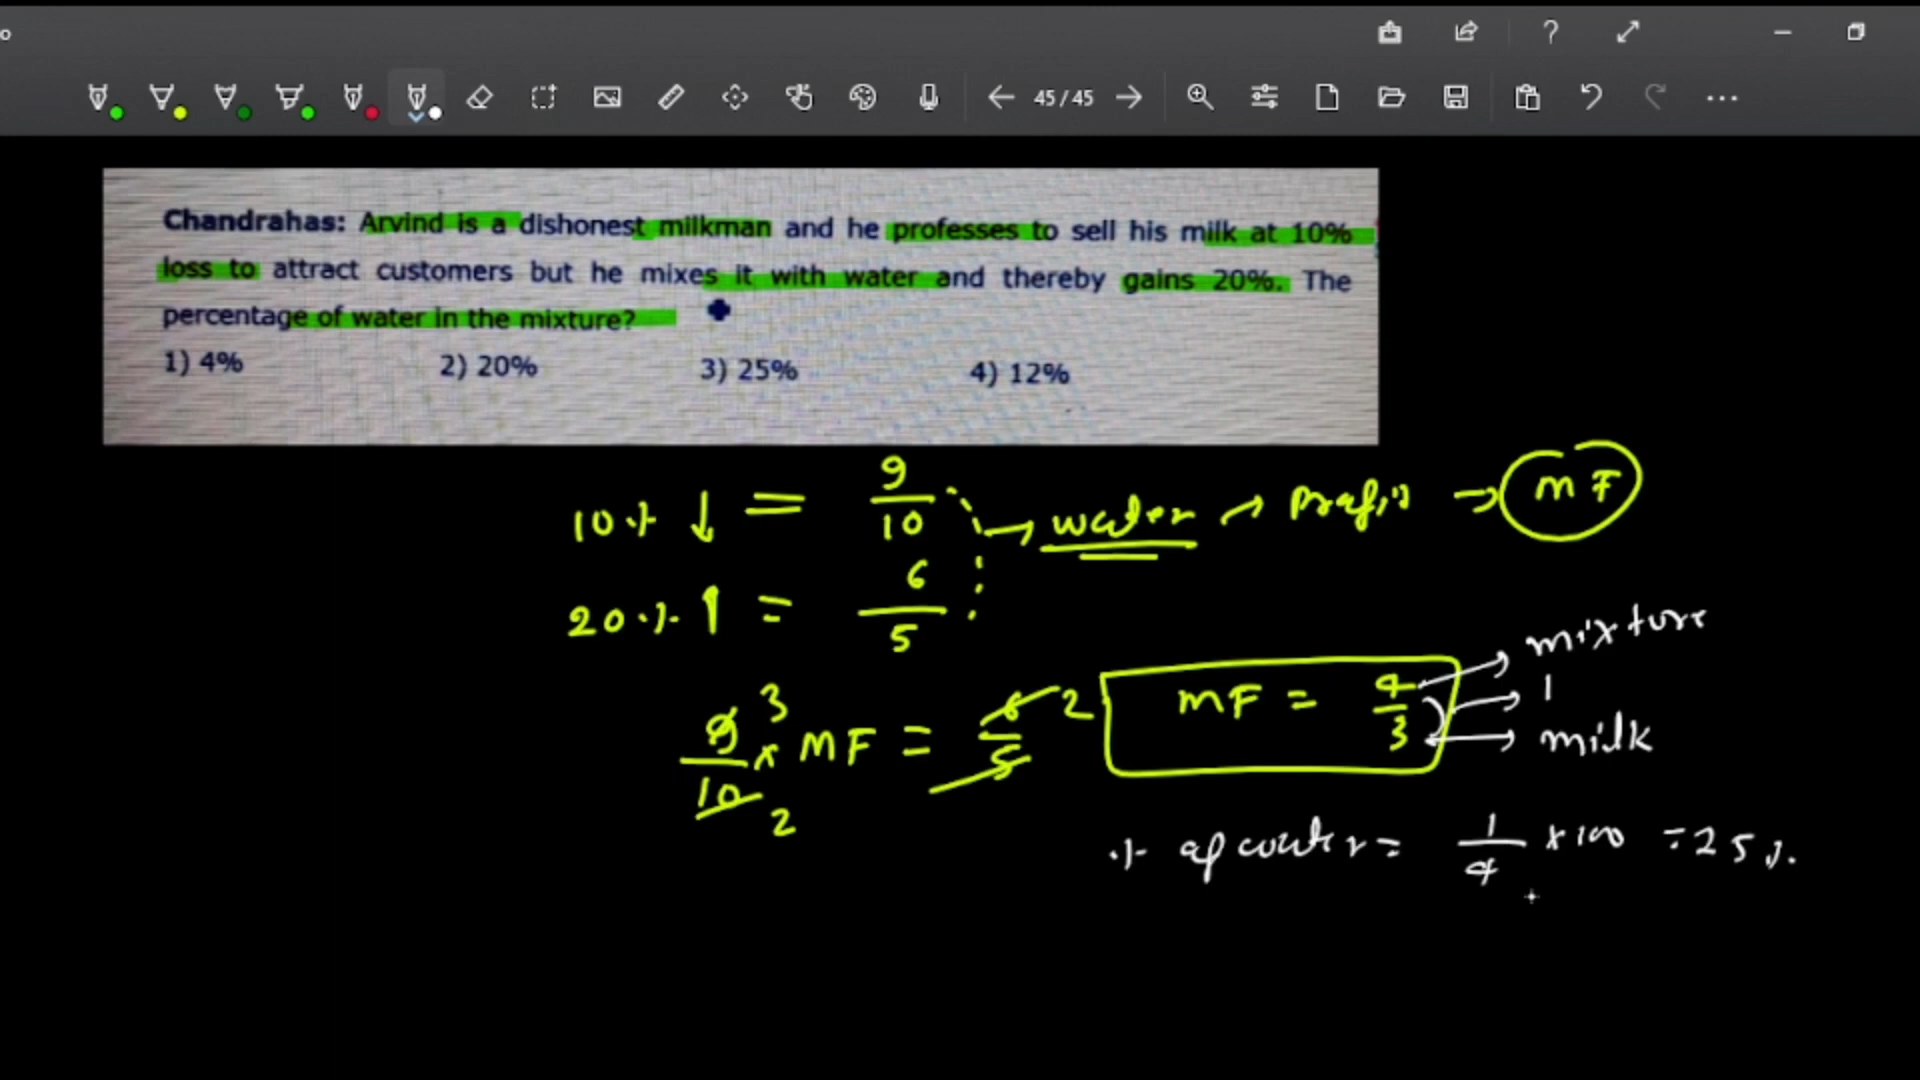 45/45
Chandrahas: Arvind is a dishonest milkman and he professes to sell his milk at 10%
loss to attract customers but he mixes it with water and thereby gains 20%. The
percentage of water in the mixture?
1) 4% 2) 20% 3) 25% 4) 12%
10% ↓ = 9/10 → water → Profit → MF
20% ↑ = 6/5
9/10 3 2 × MF = 6/5 2
MF = 4/3
mixture
1
milk
% of water = 1/4 × 100 = 25%.